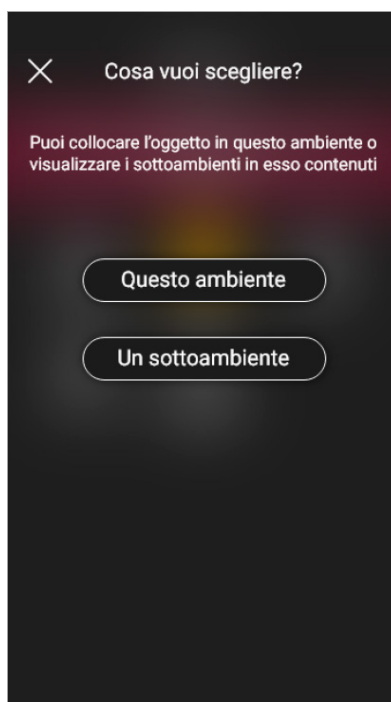 Cosa vuoi scegliere?
Puoi collocare l'oggetto in questo ambiente o
visualizzare i sottoambienti in esso contenuti
Questo ambiente
Un sottoambiente